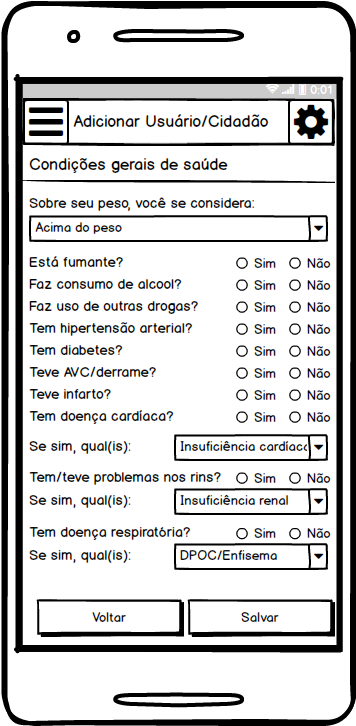 0:01
Adicionar Usuário/Cidadão
Condições gerais de saúde
Sobre seu peso, você se considera:
Acima do peso
Está fumante? Sim Não
Faz consumo de alcool? Sim Não
Faz uso de outras drogas? Sim Não
Tem hipertensão arterial? Sim Não
Tem diabetes? Sim Não
Teve AVC/derrame? Sim Não
Teve infarto? Sim Não
Tem doença cardíaca? Sim Não
Se sim, qual(is): Insuficiência cardíac
Tem/teve problemas nos rins? Sim Não
Se sim, qual(is): Insuficiência renal
Tem doença respiratória? Sim Não
Se sim, qual(is): DPOC/Enfisema
Voltar Salvar